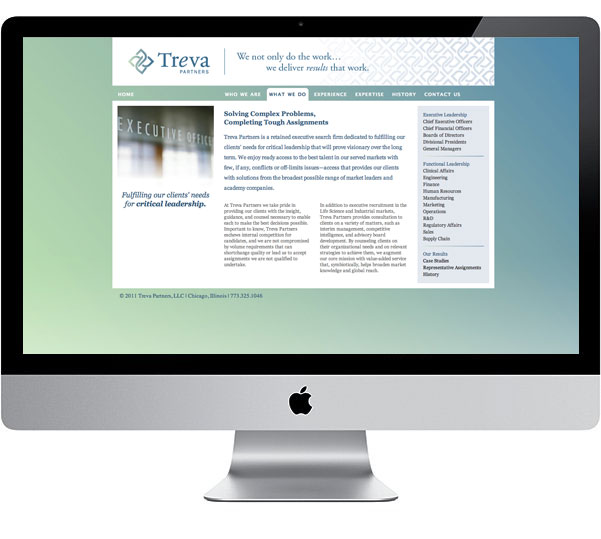 Treva
PARTNERS
We not only do the work...
we deliver results that work.
HOME
WHO WE ARE
WHAT WE DO
EXPERIENCE
EXPERTISE
HISTORY
CONTACT US
EXECUTIVE OFFICE
Fulfilling our clients' needs
for critical leadership.
Solving Complex Problems,
Completing Tough Assignments
Treva Partners is a retained executive search firm dedicated to fulfilling our
clients' needs for critical leadership that will prove visionary over the long
term. We enjoy ready access to the best talent in our served markets with
few, if any, conflicts or off-limits issues—access that provides our clients
with solutions from the broadest possible range of market leaders and
academy companies.
At Treva Partners we take pride in
providing our clients with the insight,
guidance, and counsel necessary to enable
each to make the best decisions possible.
Important to know, Treva Partners
eschews internal competition for
candidates, and we are not compromised
by volume requirements that can
shortchange quality or lead us to accept
assignments we are not qualified to
undertake.
In addition to executive recruitment in the
Life Science and Industrial markets,
Treva Partners provides consultation to
clients on a variety of matters, such as
interim management, competitive
intelligence, and advisory board
development. By counseling clients on
their organizational needs and on relevant
strategies to achieve them, we augment
our core mission with value-added service
that, symbiotically, helps broaden market
knowledge and global reach.
Executive Leadership
Chief Executive Officers
Chief Financial Officers
Boards of Directors
Divisional Presidents
General Managers
Functional Leadership
Clinical Affairs
Engineering
Finance
Human Resources
Manufacturing
Marketing
Operations
R&D
Regulatory Affairs
Sales
Supply Chain
Our Results
Case Studies
Representative Assignments
History
© 2011 Treva Partners, LLC | Chicago, Illinois | 773.325.1046